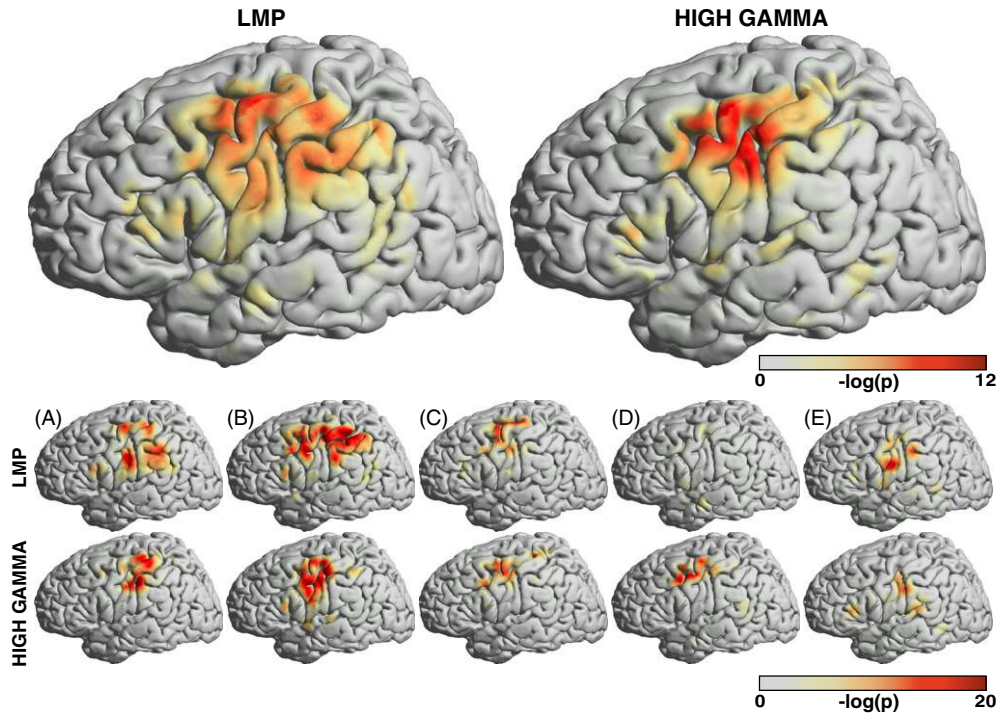 LMP HIGH GAMMA
0 -log(p) 12
(A) (B) (C) (D) (E)
LMP
HIGH GAMMA
0 -log(p) 20